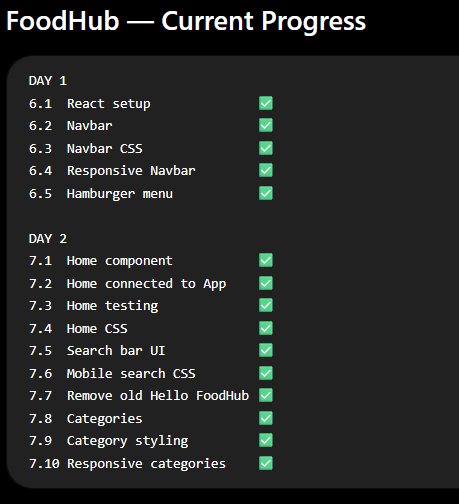 FoodHub — Current Progress
DAY 1
6.1 React setup ✅
6.2 Navbar ✅
6.3 Navbar CSS ✅
6.4 Responsive Navbar ✅
6.5 Hamburger menu ✅
DAY 2
7.1 Home component ✅
7.2 Home connected to App ✅
7.3 Home testing ✅
7.4 Home CSS ✅
7.5 Search bar UI ✅
7.6 Mobile search CSS ✅
7.7 Remove old Hello FoodHub ✅
7.8 Categories ✅
7.9 Category styling ✅
7.10 Responsive categories ✅